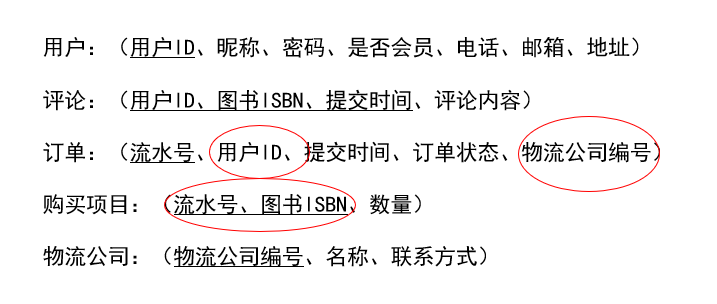 用户：（用户ID、昵称、密码、是否会员、电话、邮箱、地址）
评论：（用户ID、图书ISBN、提交时间、评论内容）
订单：（流水号、用户ID、提交时间、订单状态、物流公司编号）
购买项目：（流水号、图书ISBN、数量）
物流公司：（物流公司编号、名称、联系方式）